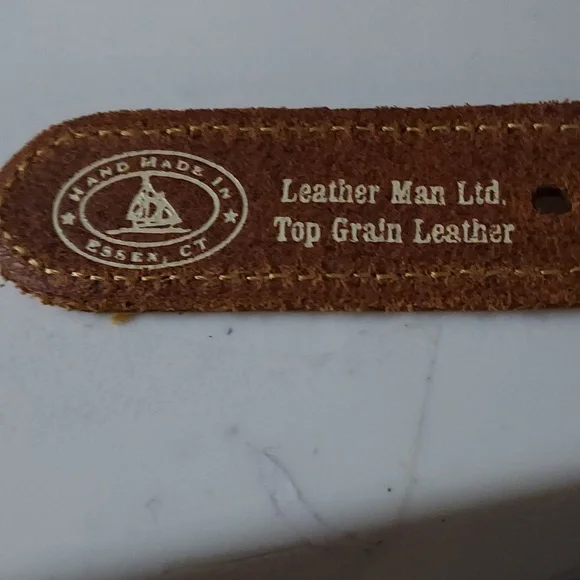 HAND MADE IN
ESSEX, CT
Leather Man Ltd.
Top Grain Leather